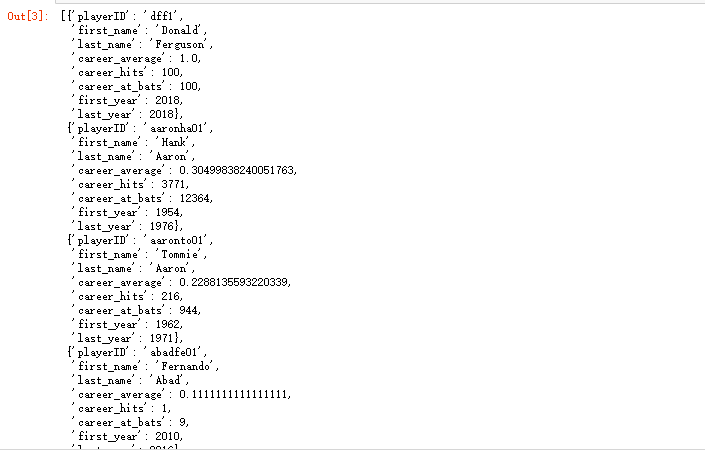 Out[3]: [{'playerID': 'dff1',
'first_name': 'Donald',
'last_name': 'Ferguson',
'career_average': 1.0,
'career_hits': 100,
'career_at_bats': 100,
'first_year': 2018,
'last_year': 2018},
{'playerID': 'aaronha01',
'first_name': 'Hank',
'last_name': 'Aaron',
'career_average': 0.30499838240051763,
'career_hits': 3771,
'career_at_bats': 12364,
'first_year': 1954,
'last_year': 1976},
{'playerID': 'aaronto01',
'first_name': 'Tommie',
'last_name': 'Aaron',
'career_average': 0.2288135593220339,
'career_hits': 216,
'career_at_bats': 944,
'first_year': 1962,
'last_year': 1971},
{'playerID': 'abadfe01',
'first_name': 'Fernando',
'last_name': 'Abad',
'career_average': 0.1111111111111111,
'career_hits': 1,
'career_at_bats': 9,
'first_year': 2010,